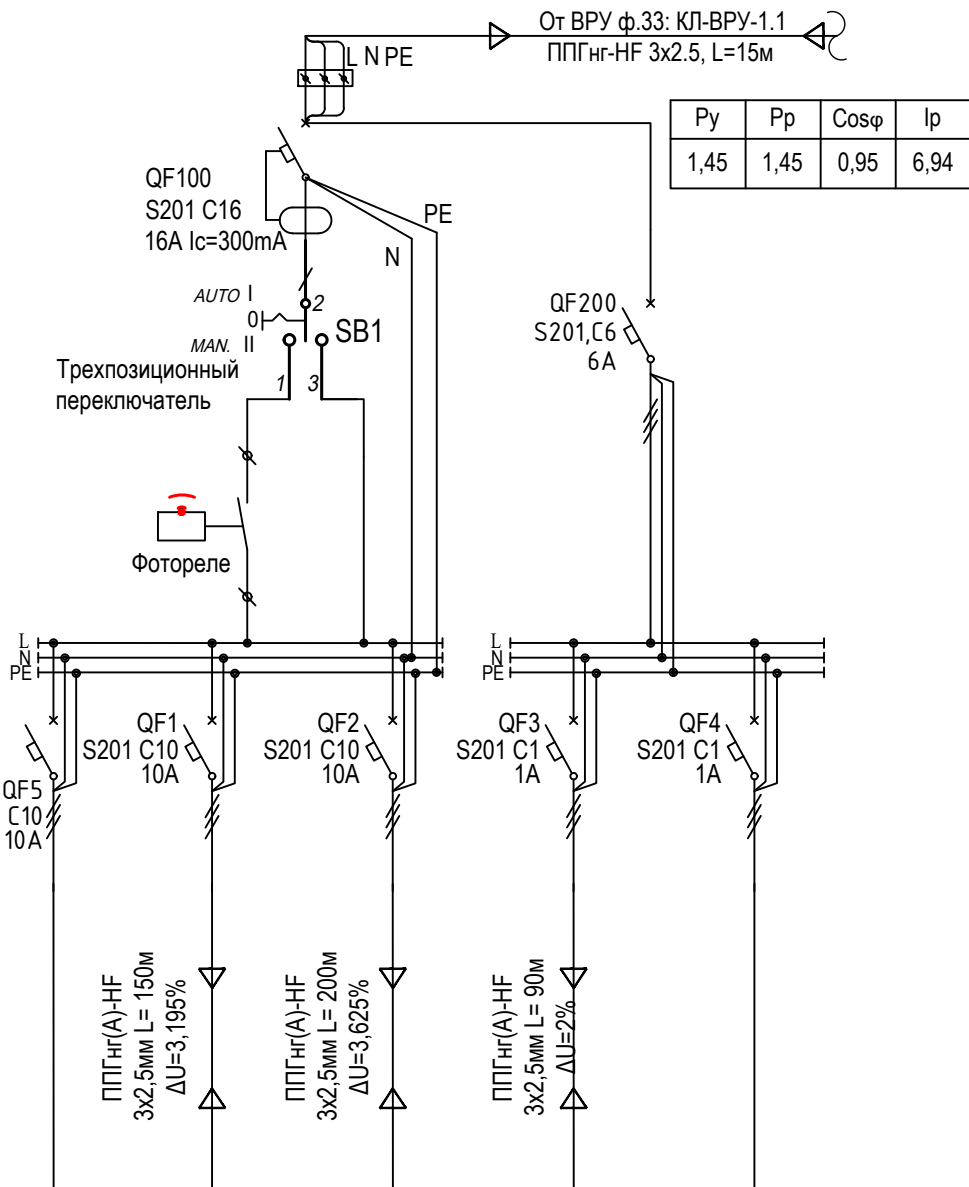 От ВРУ ф.33: КЛ-ВРУ-1.1
ППГнг-HF 3x2.5, L=15м
L N PE
Ру Рр Cosφ Iр
1,45 1,45 0,95 6,94
QF100
S201 C16
16A Ic=300mA
PE
N
AUTO I
0
MAN. II
2
SB1
1
3
Трехпозиционный
переключатель
QF200
S201,C6
6A
Фотореле
L
N
PE
L
N
PE
QF5
C10
10A
QF1
S201 C10
10A
QF2
S201 C10
10A
QF3
S201 C1
1A
QF4
S201 C1
1A
ППГнг(А)-HF
3х2,5мм L= 150м
ΔU=3,195%
ППГнг(А)-HF
3х2,5мм L= 200м
ΔU=3,625%
ППГнг(А)-HF
3х2,5мм L= 90м
ΔU=2%